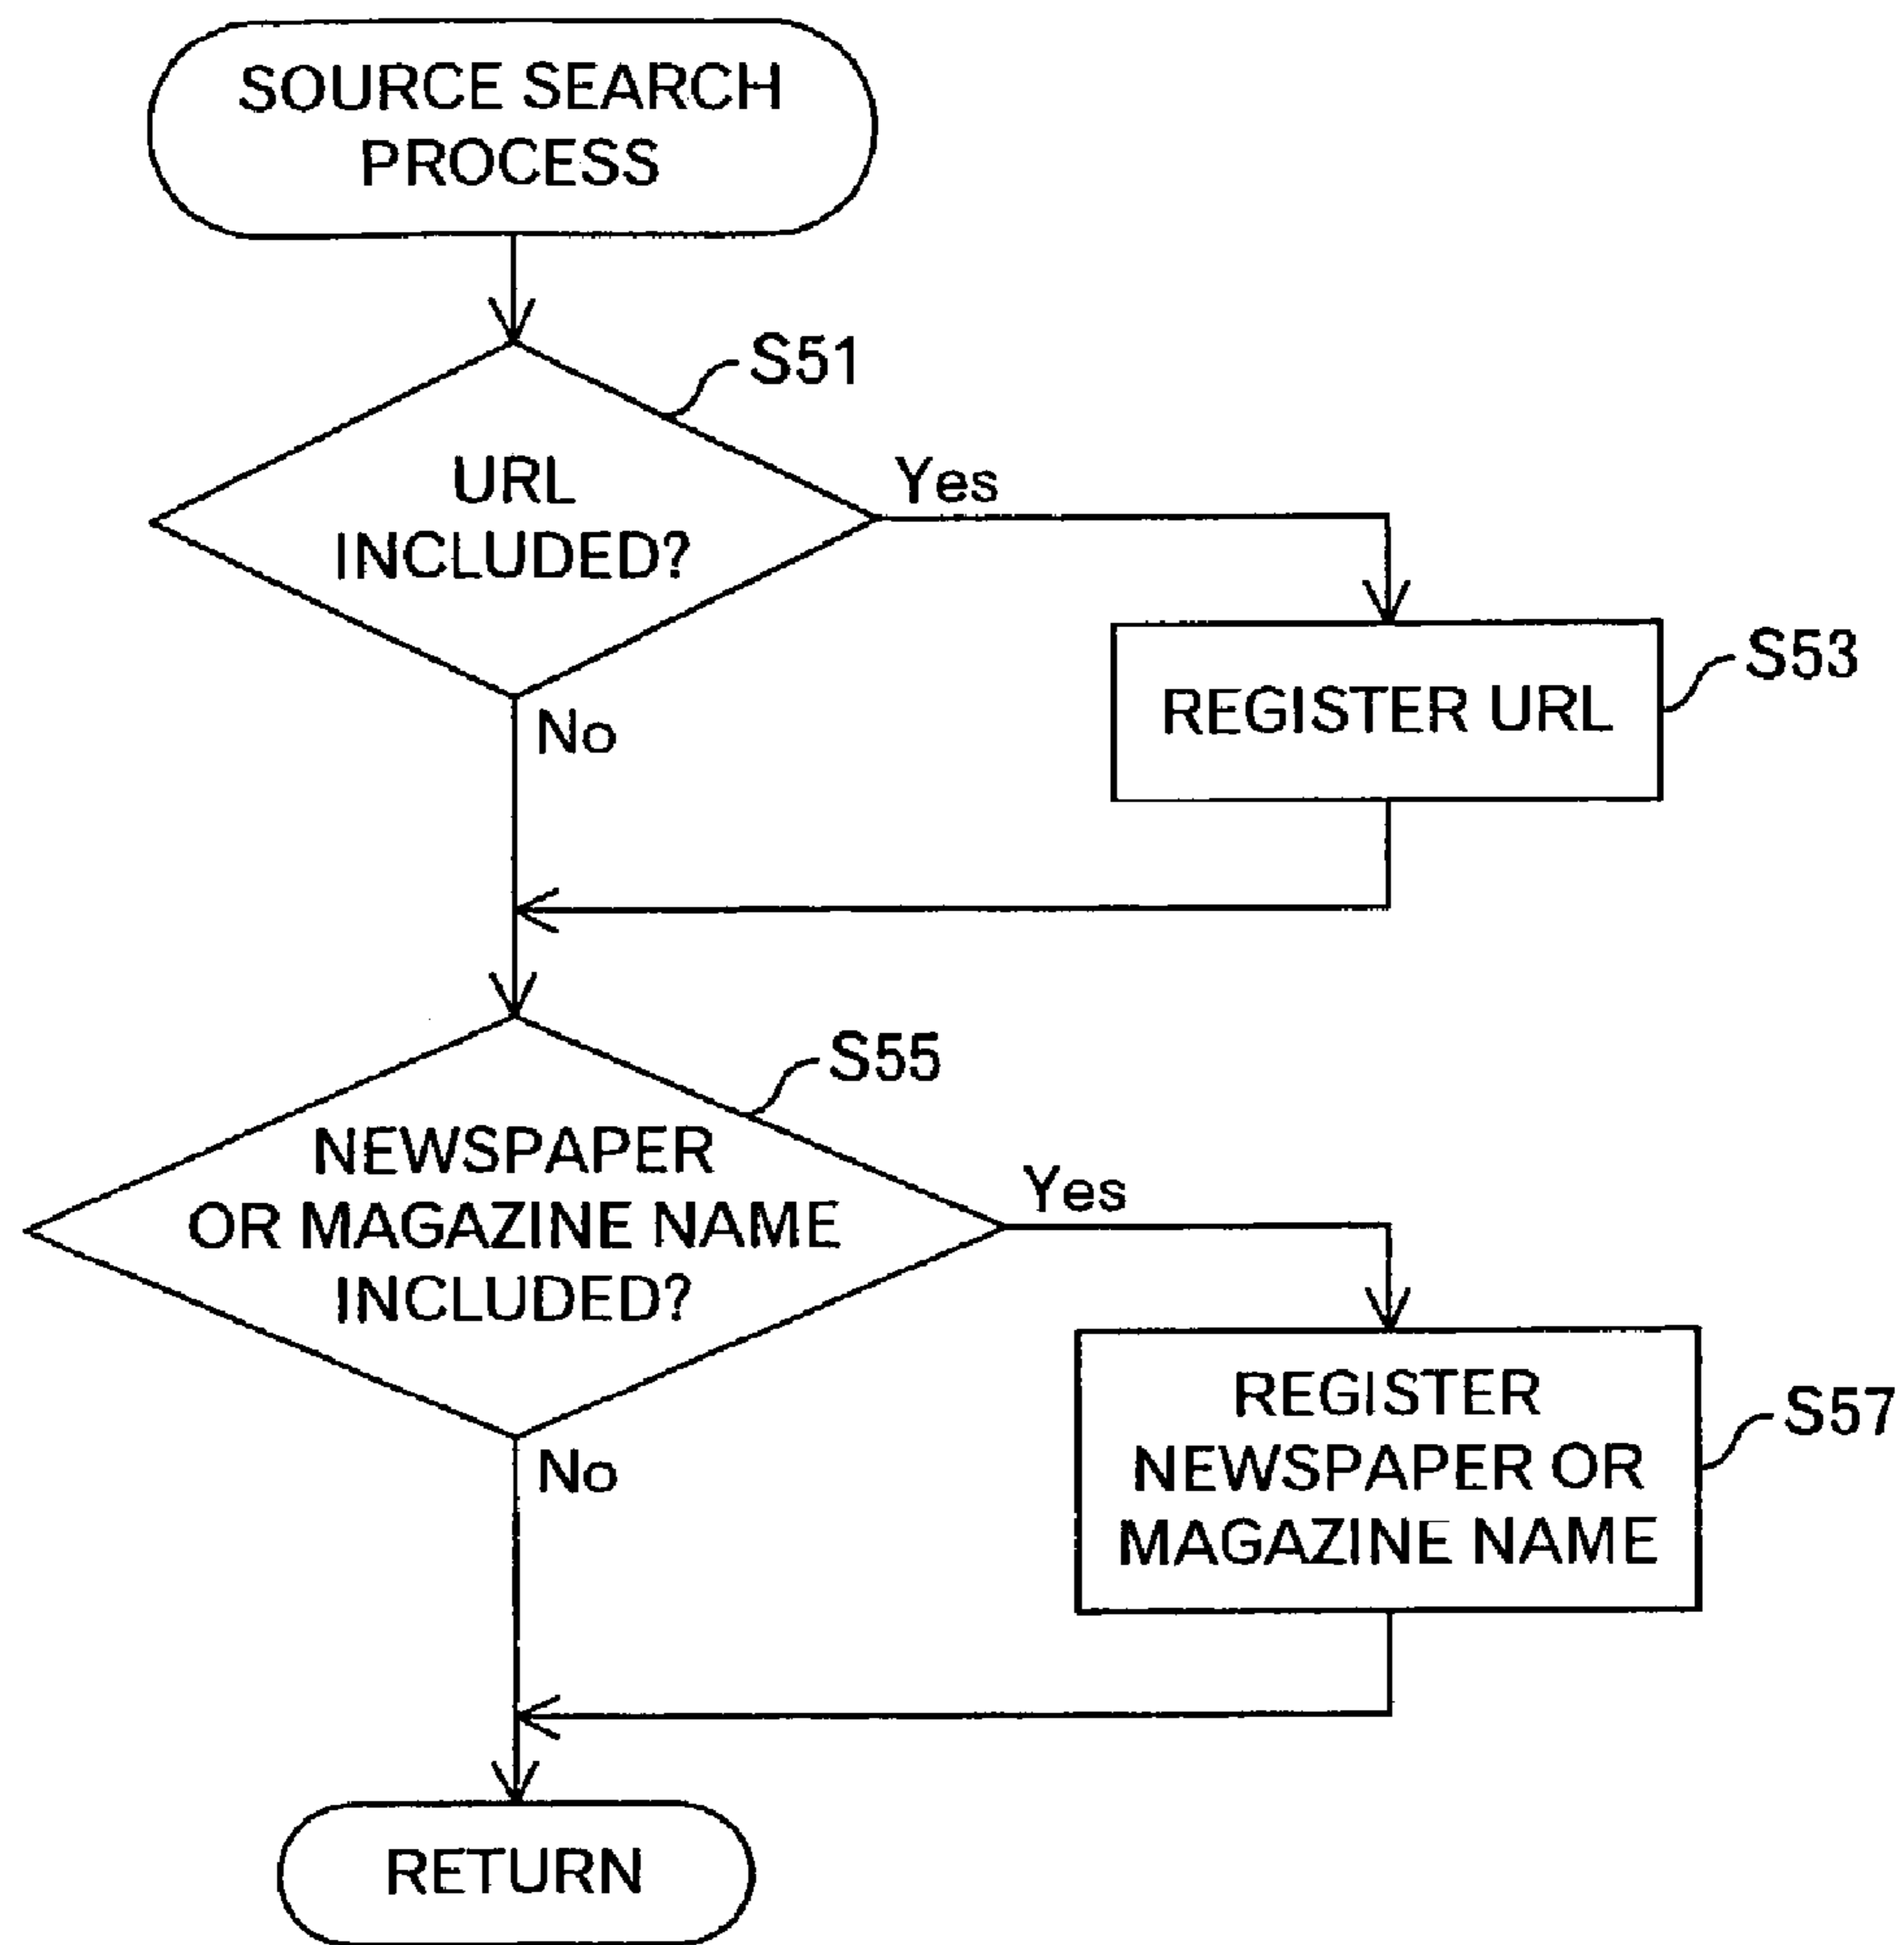 SOURCE SEARCH
PROCESS
S51
URL
INCLUDED?
Yes
S53
REGISTER URL
No
S55
NEWSPAPER
OR MAGAZINE NAME
INCLUDED?
Yes
REGISTER
NEWSPAPER OR
MAGAZINE NAME
S57
No
RETURN